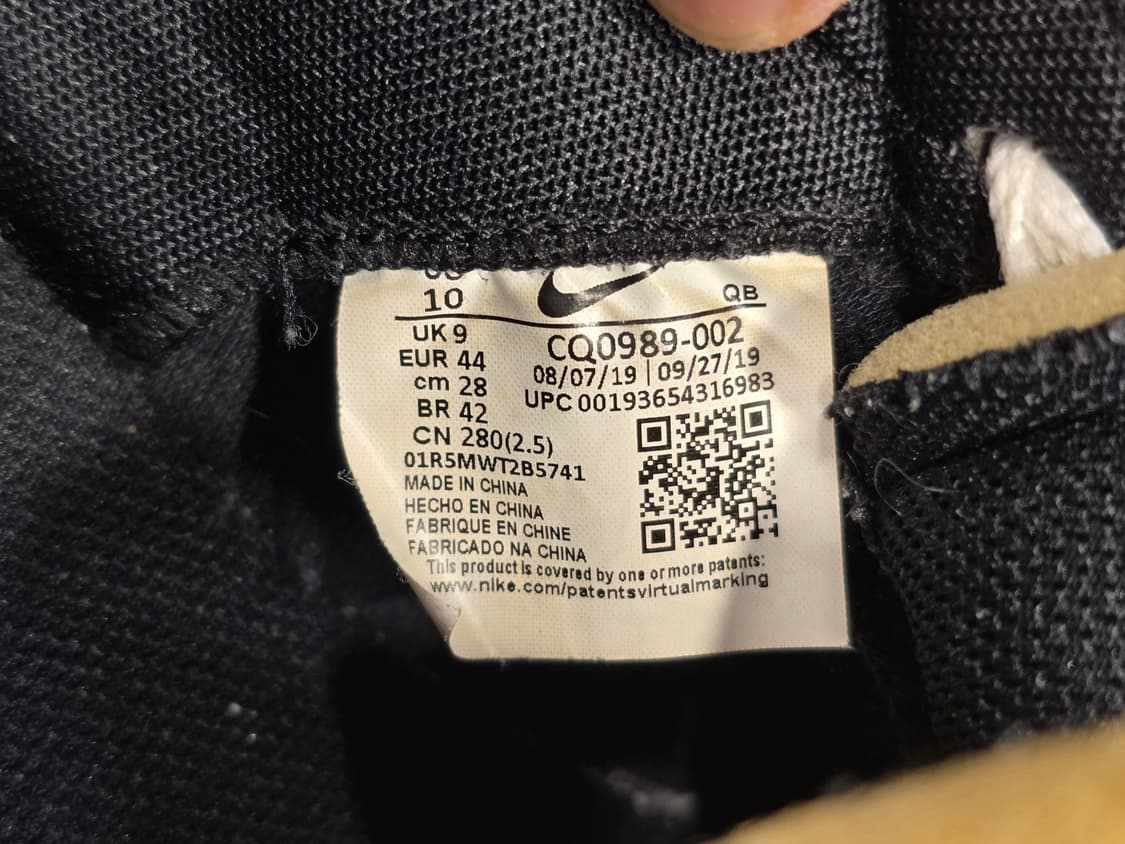 10
QB
UK 9
EUR 44
cm 28
BR 42
CN 280(2.5)
01R5MWT2B5741
CQ0989-002
08/07/19 | 09/27/19
UPC 00193654316983
MADE IN CHINA
HECHO EN CHINA
FABRIQUE EN CHINE
FABRICADO NA CHINA
This product is covered by one or more patents:
www.nike.com/patentsvirtualmarking